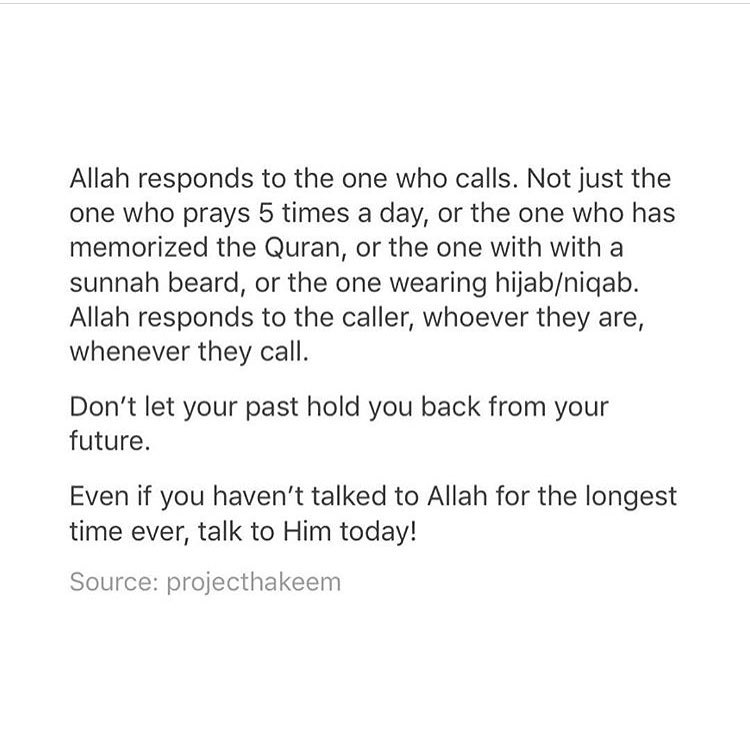 Allah responds to the one who calls. Not just the
one who prays 5 times a day, or the one who has
memorized the Quran, or the one with with a
sunnah beard, or the one wearing hijab/niqab.
Allah responds to the caller, whoever they are,
whenever they call.
Don’t let your past hold you back from your
future.
Even if you haven’t talked to Allah for the longest
time ever, talk to Him today!
Source: projecthakeem